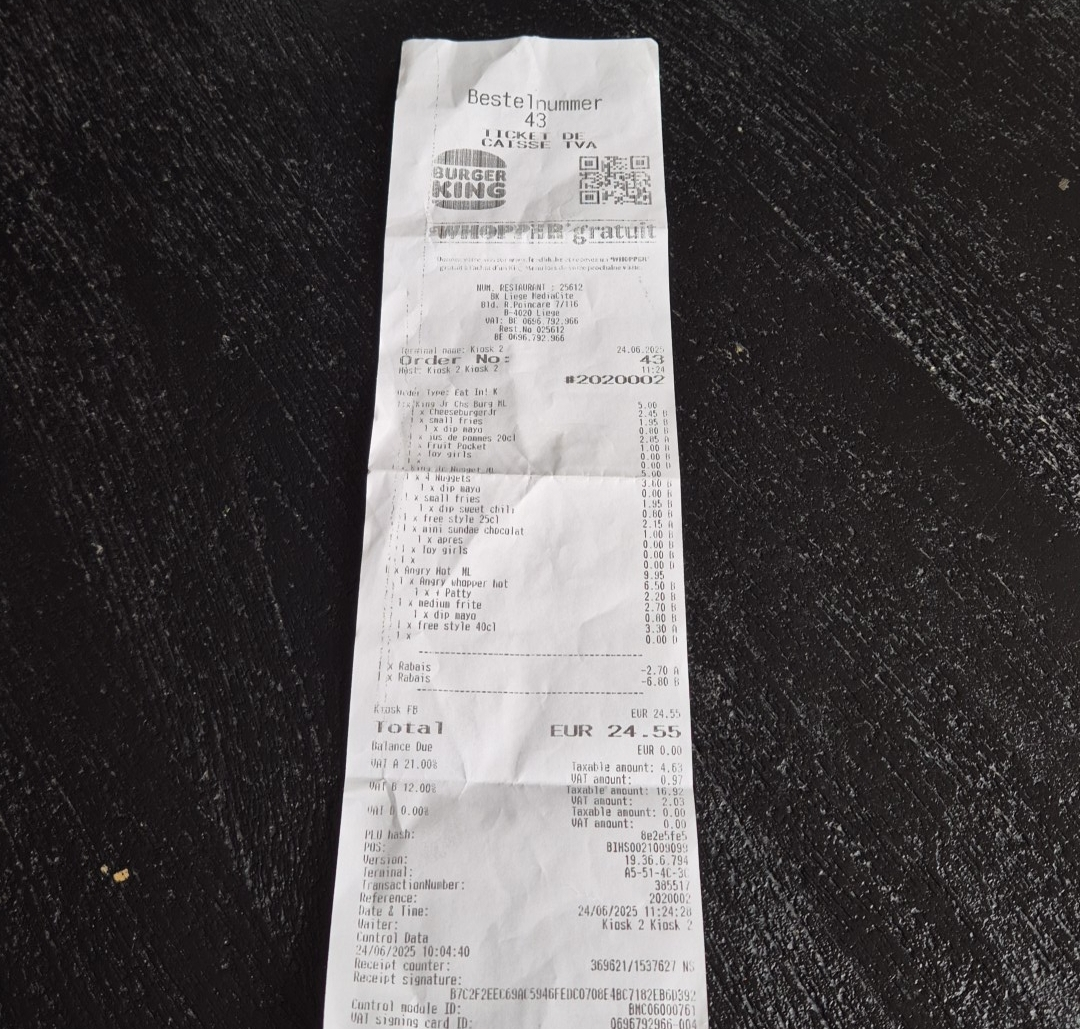 Bestelnummer
43
TICKET DE
CAISSE TVA
BURGER
KING
WHOPPER gratuit
NUM. RESTAURANT : 25612
BK Liege MediaCite
Bld. R.Poincare 7/116
B-4020 Liege
VAT: BE 0696.792.966
Rest.No 025612
BE 0696.792.966
Terminal name: Kiosk 2 24.06.2025
Order No: 43
Host: Kiosk 2 Kiosk 2 11:24
#2020002
Order Type: Eat In! K
1 x King Jr Chs Burg ML 5.00
1 x CheeseburgerJr 2.45 B
1 x small fries 1.95 B
1 x dip mayo 0.80 B
1 x jus de pommes 20cl 2.05 A
1 x Fruit Pocket 1.00 B
1 x Toy girls 0.00 B
1 x 0.00 D
1 x King Jr Nugget ML 5.00
1 x 4 Nuggets 3.60 B
1 x dip mayo 0.00 B
1 x small fries 1.95 B
1 x dip sweet chili 0.80 B
1 x free style 25cl 2.15 A
1 x mini sundae chocolat 1.00 B
1 x apres 0.00 B
1 x Toy girls 0.00 B
1 x 0.00 D
1 x Angry Hot ML 9.95
1 x Angry whopper hot 6.50 B
1 x + Patty 2.20 B
1 x medium frite 2.70 B
1 x dip mayo 0.80 B
1 x free style 40cl 3.30 A
1 x 0.00 D
1 x Rabais -2.70 A
1 x Rabais -6.80 B
Kiosk FB EUR 24.55
Total EUR 24.55
Balance Due EUR 0.00
VAT A 21.00% Taxable amount: 4.63
VAT amount: 0.97
VAT B 12.00% Taxable amount: 16.92
VAT amount: 2.03
VAT D 0.00% Taxable amount: 0.00
VAT amount: 0.00
PLU hash: 8e2e5fe5
POS: BIHS0021009099
Version: 19.36.6.794
Terminal: A5-51-4C-3C
TransactionNumber: 385517
Reference: 2020002
Date & Time: 24/06/2025 11:24:28
Waiter: Kiosk 2 Kiosk 2
Control Data
24/06/2025 10:04:40
Receipt counter: 369621/1537627 NS
Receipt signature:
B7C2F2EEC69AC5946FEDC0708E4BC7182EB6D392
Control module ID: BMC06000761
VAT signing card ID: 0696792966-004